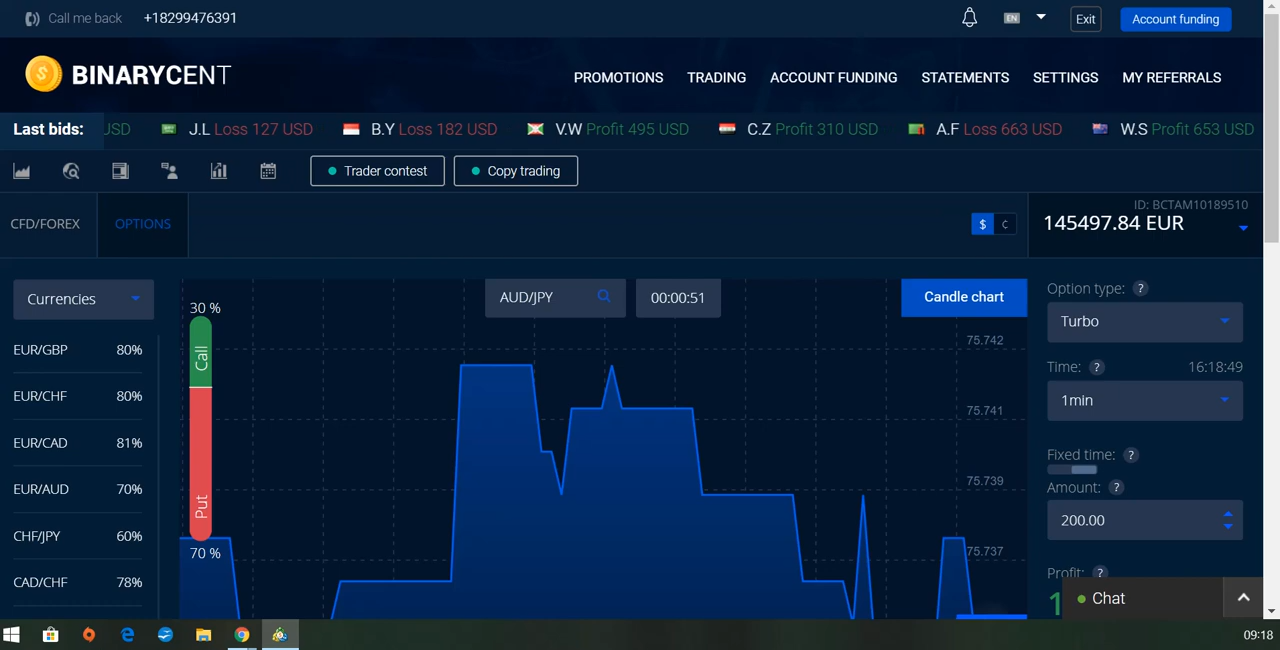 Call me back +18299476391 EN Exit Account funding
BINARYCENT PROMOTIONS TRADING ACCOUNT FUNDING STATEMENTS SETTINGS MY REFERRALS
Last bids: USD J.L Loss 127 USD B.Y Loss 182 USD V.W Profit 495 USD C.Z Profit 310 USD A.F Loss 663 USD W.S Profit 653 USD
Trader contest Copy trading
CFD/FOREX OPTIONS $ ¢ ID: BCTAM10189510
145497.84 EUR
Currencies 30 % AUD/JPY 00:00:51 Candle chart Option type: ?
Turbo
75.742
EUR/GBP 80% Call Time: ? 16:18:49
EUR/CHF 80% 1min
75.741
EUR/CAD 81% Fixed time: ?
75.739
EUR/AUD 70% Put Amount: ?
200.00
EUR/CHF 80%
CHF/JPY 60% 70 % 75.737
Profit: ?
CAD/CHF 78% 1 Chat
09:18